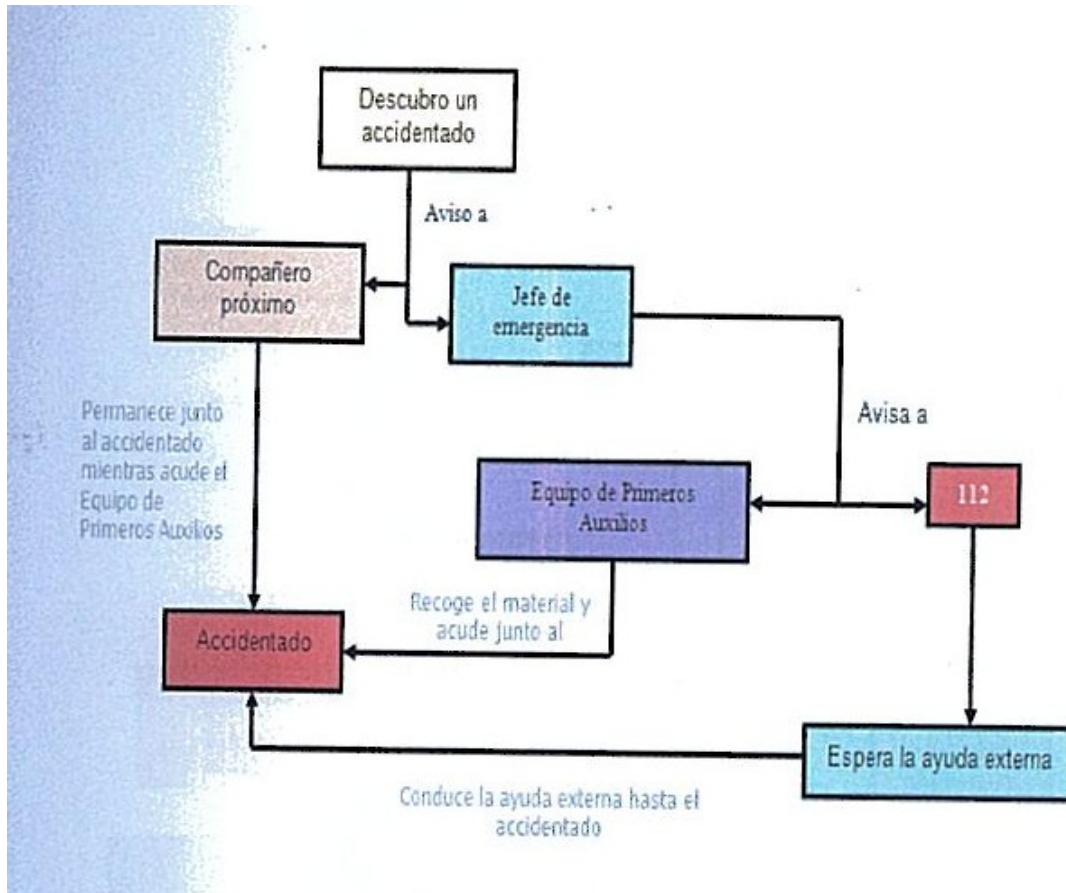 Descubro un
accidentado
Aviso a
Compañero
próximo
Jefe de
emergencia
Permanece junto
al accidentado
mientras acude el
Equipo de
Primeros Auxilios
Avisa a
Equipo de Primeros
Auxilios
112
Recoge el material y
acude junto al
Accidentado
Espera la ayuda externa
Conduce la ayuda externa hasta el
accidentado